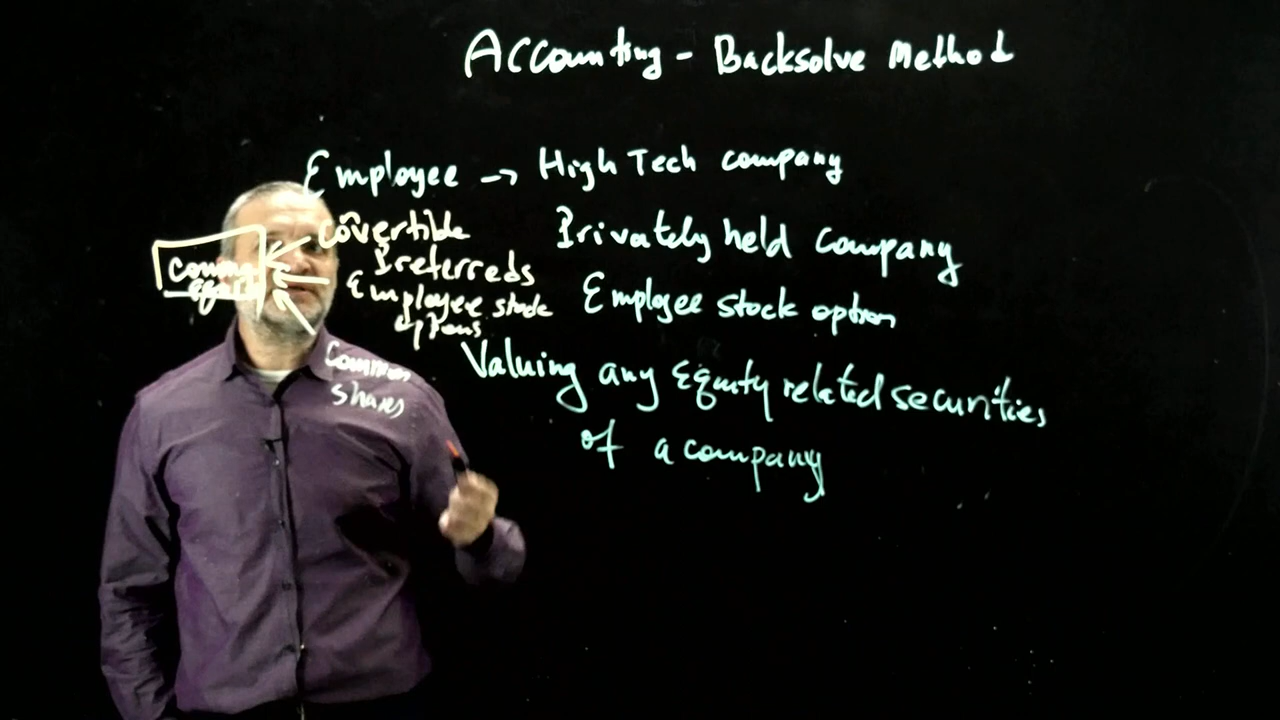 Accounting - Backsolve Method
Employee → High Tech company
Privately held company
Employee stock option
Valuing any Equity related securities
of a company
Covertible
Preferreds
Employee stock
options
Common
shares